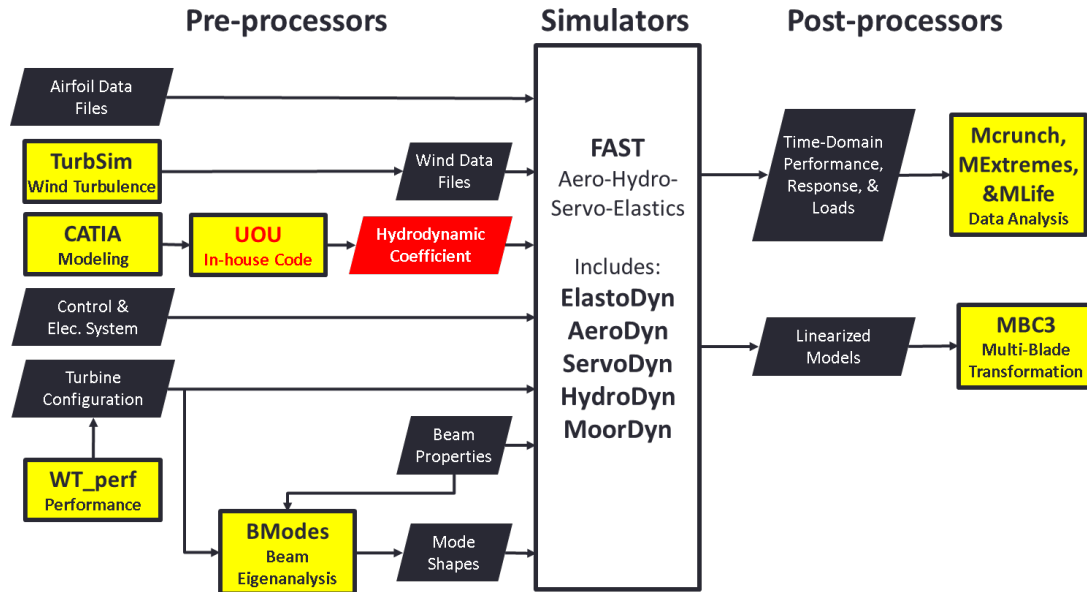 Pre-processors
Simulators
Post-processors
Airfoil Data
Files
TurbSim
Wind Turbulence
Wind Data
Files
CATIA
Modeling
UOU
In-house Code
Hydrodynamic
Coefficient
Control &
Elec. System
Turbine
Configuration
WT_perf
Performance
Beam
Properties
BModes
Beam
Eigenanalysis
Mode
Shapes
FAST
Aero-Hydro-
Servo-Elastics
Includes:
ElastoDyn
AeroDyn
ServoDyn
HydroDyn
MoorDyn
Time-Domain
Performance,
Response, &
Loads
Mcrunch,
MExtremes,
&MLife
Data Analysis
Linearized
Models
MBC3
Multi-Blade
Transformation